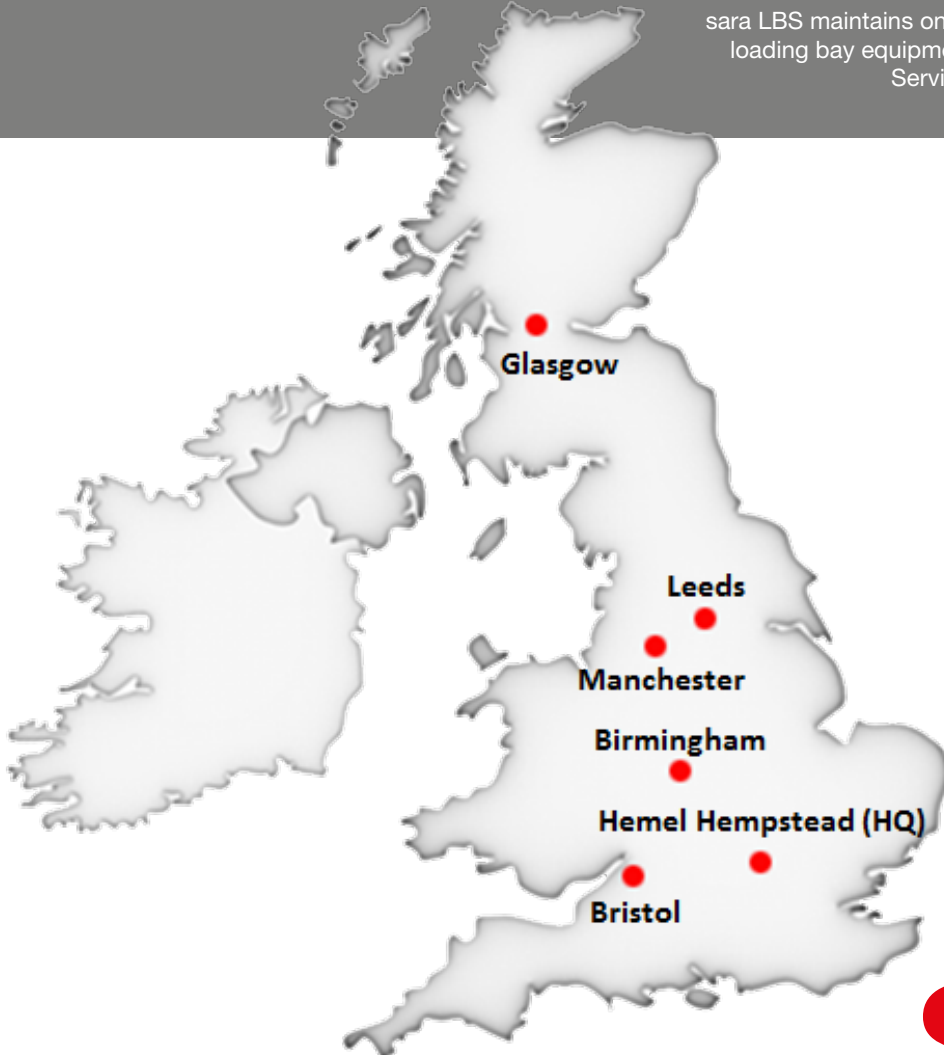 sara LBS maintains on
loading bay equipme
Servi
Glasgow
Leeds
Manchester
Birmingham
Hemel Hempstead (HQ)
Bristol